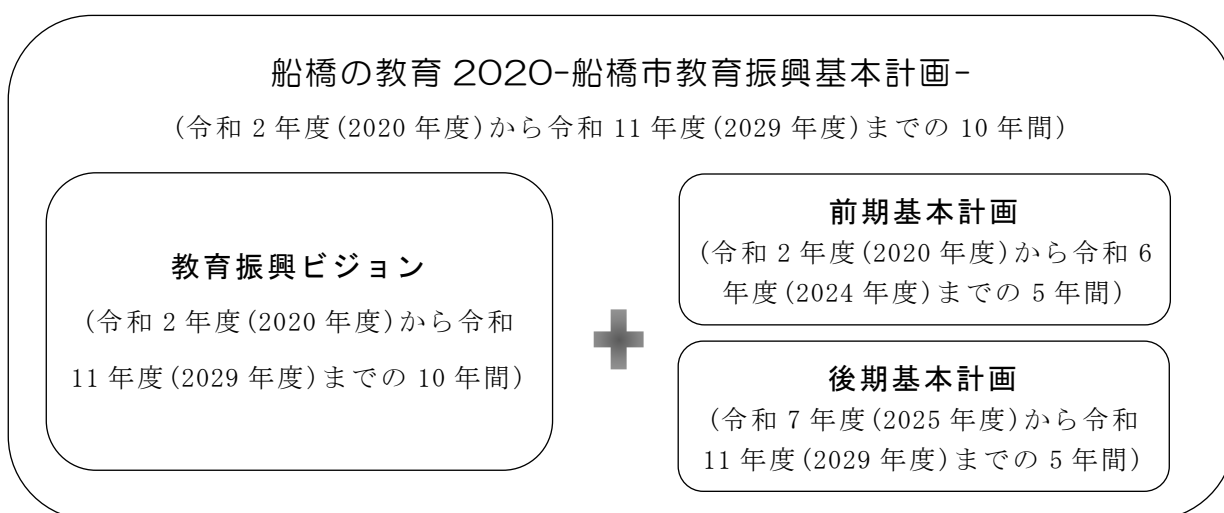 船橋の教育 2020-船橋市教育振興基本計画-
(令和 2 年度(2020 年度)から令和 11 年度(2029 年度)までの 10 年間)
教育振興ビジョン
(令和 2 年度(2020 年度)から令和
11 年度(2029 年度)までの 10 年間)
前期基本計画
(令和 2 年度(2020 年度)から令和 6
年度(2024 年度)までの 5 年間)
後期基本計画
(令和 7 年度(2025 年度)から令和
11 年度(2029 年度)までの 5 年間)